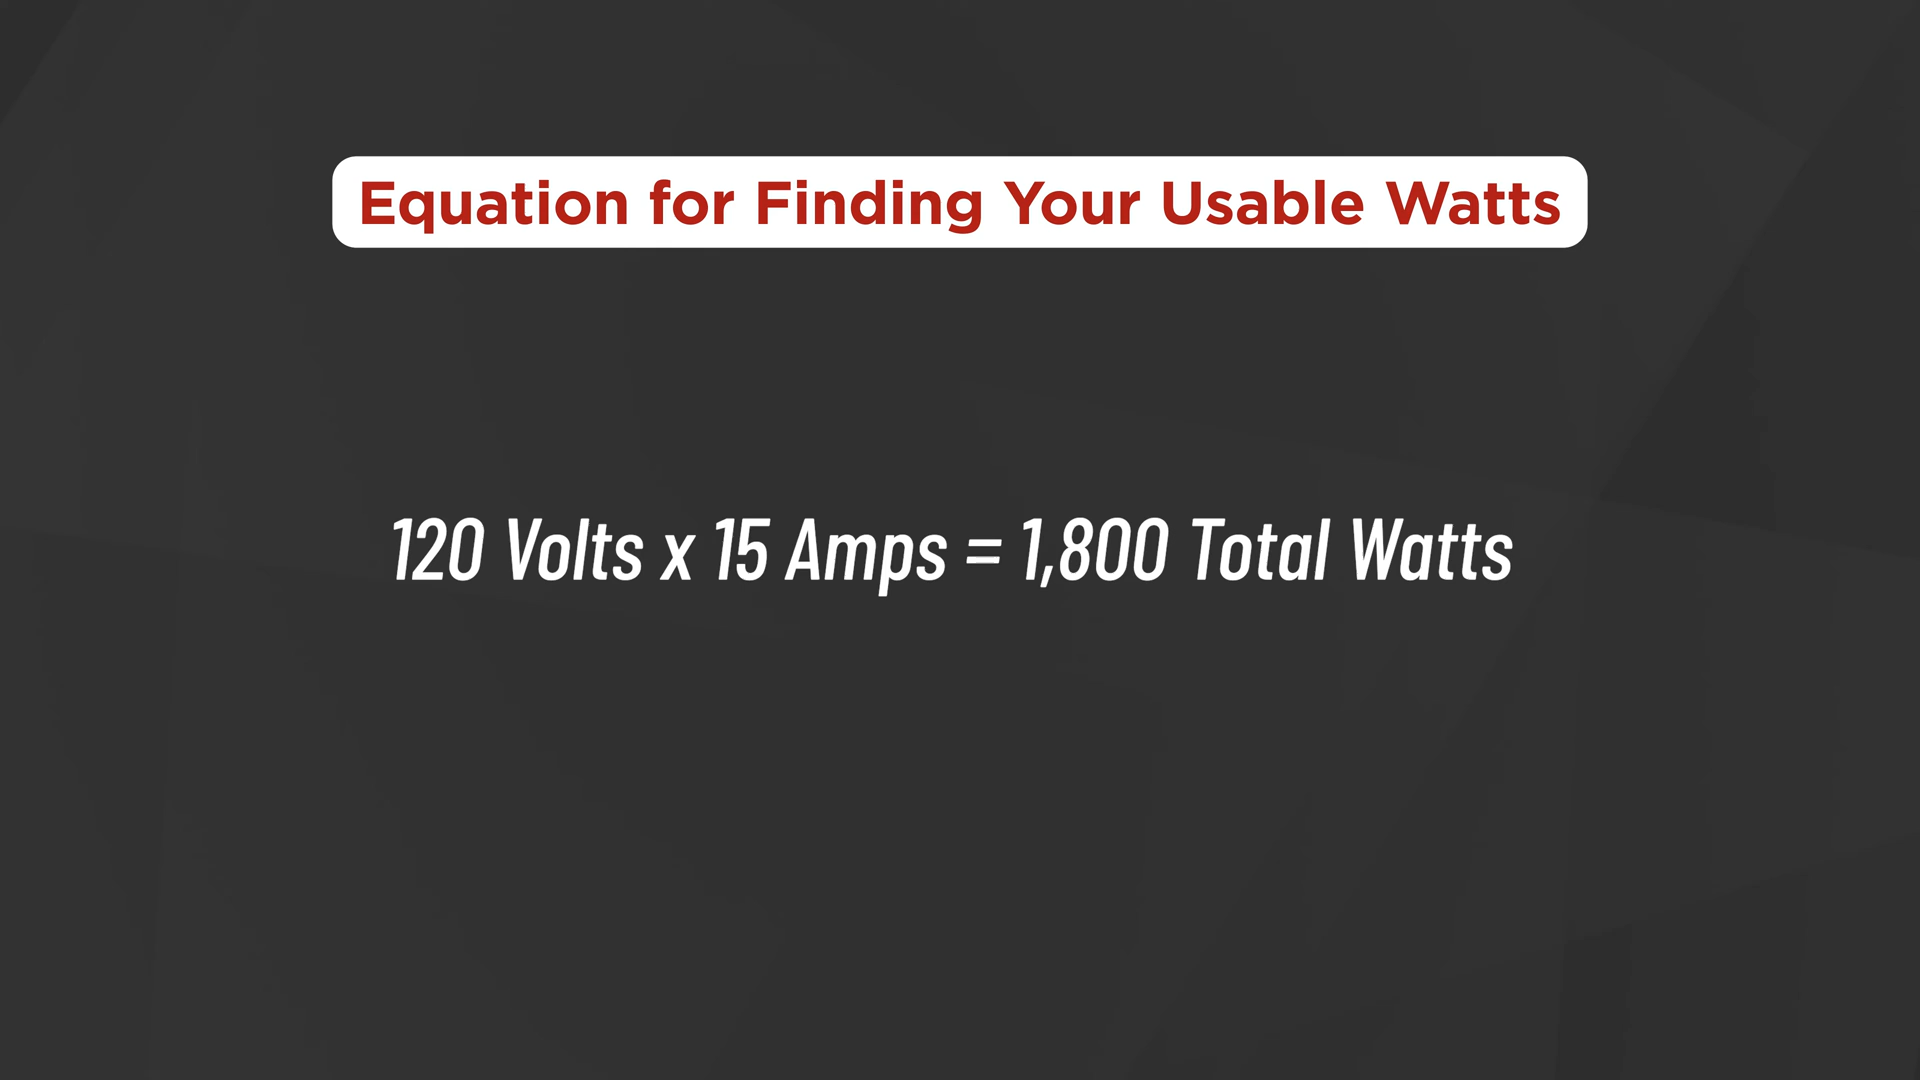 Equation for Finding Your Usable Watts
120 Volts x 15 Amps = 1,800 Total Watts